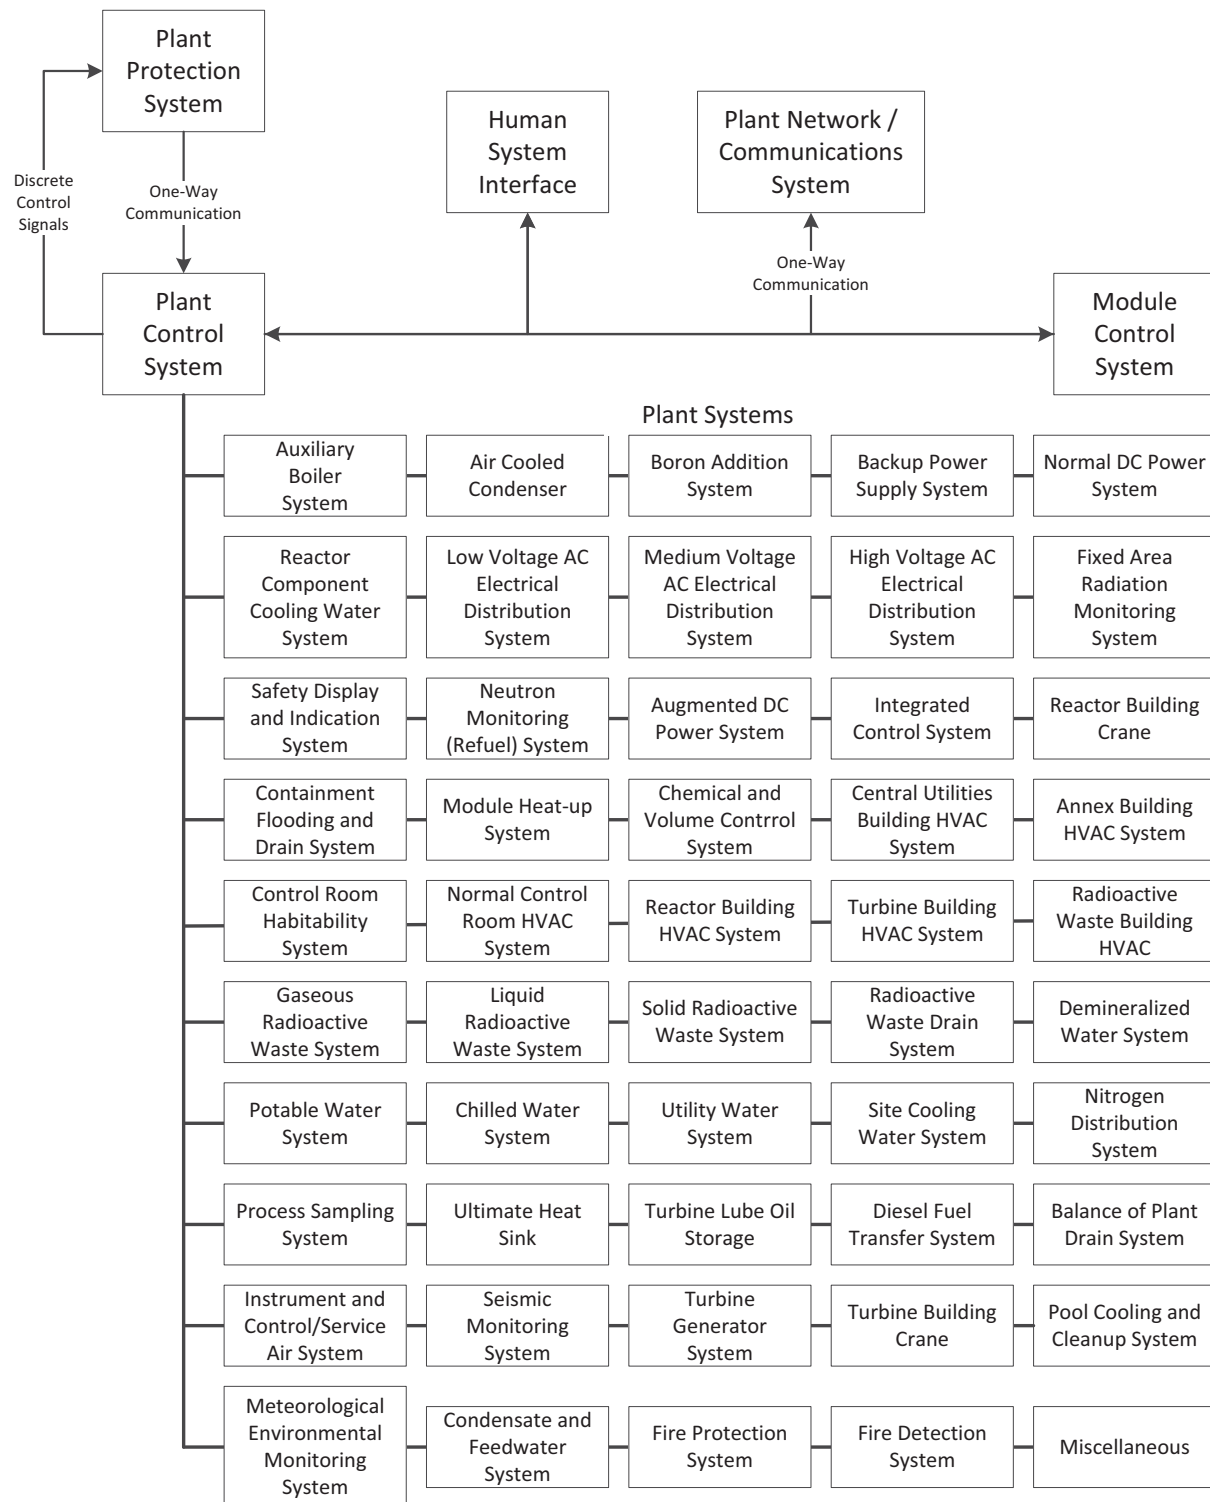 Plant
Protection
System
Human
System
Interface
Plant Network /
Communications
System
Discrete
Control
Signals
One-Way
Communication
One-Way
Communication
Plant
Control
System
Module
Control
System
Plant Systems
Auxiliary
Boiler
System
Air Cooled
Condenser
Boron Addition
System
Backup Power
Supply System
Normal DC Power
System
Reactor
Component
Cooling Water
System
Low Voltage AC
Electrical
Distribution
System
Medium Voltage
AC Electrical
Distribution
System
High Voltage AC
Electrical
Distribution
System
Fixed Area
Radiation
Monitoring
System
Safety Display
and Indication
System
Neutron
Monitoring
(Refuel) System
Augmented DC
Power System
Integrated
Control System
Reactor Building
Crane
Containment
Flooding and
Drain System
Module Heat-up
System
Chemical and
Volume Contrrol
System
Central Utilities
Building HVAC
System
Annex Building
HVAC System
Control Room
Habitability
System
Normal Control
Room HVAC
System
Reactor Building
HVAC System
Turbine Building
HVAC System
Radioactive
Waste Building
HVAC
Gaseous
Radioactive
Waste System
Liquid
Radioactive
Waste System
Solid Radioactive
Waste System
Radioactive
Waste Drain
System
Demineralized
Water System
Potable Water
System
Chilled Water
System
Utility Water
System
Site Cooling
Water System
Nitrogen
Distribution
System
Process Sampling
System
Ultimate Heat
Sink
Turbine Lube Oil
Storage
Diesel Fuel
Transfer System
Balance of Plant
Drain System
Instrument and
Control/Service
Air System
Seismic
Monitoring
System
Turbine
Generator
System
Turbine Building
Crane
Pool Cooling and
Cleanup System
Meteorological
Environmental
Monitoring
System
Condensate and
Feedwater
System
Fire Protection
System
Fire Detection
System
Miscellaneous